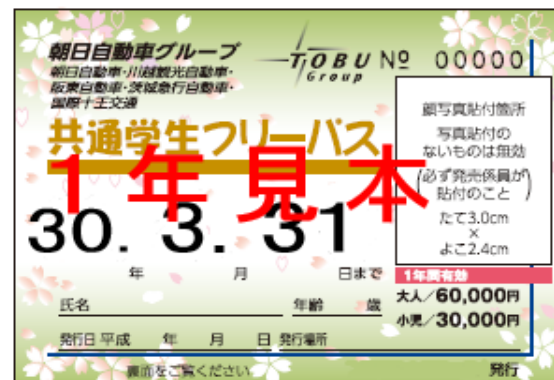 朝日自動車グループ
朝日自動車・川越観光自動車・
阪東自動車・茨城急行自動車・
国際十王交通
TOBU
Group
Nº 00000
共通学生フリーパス
1年見本
30. 3. 31
年 月 日まで
氏名 年齢 歳
発行日 平成 年 月 日 発行場所
裏面をご覧ください
顔写真貼付箇所
写真貼付の
ないものは無効
(必ず発売係員が
貼付のこと)
たて3.0cm
×
よこ2.4cm
1年間有効
大人/60,000円
小児/30,000円
発行